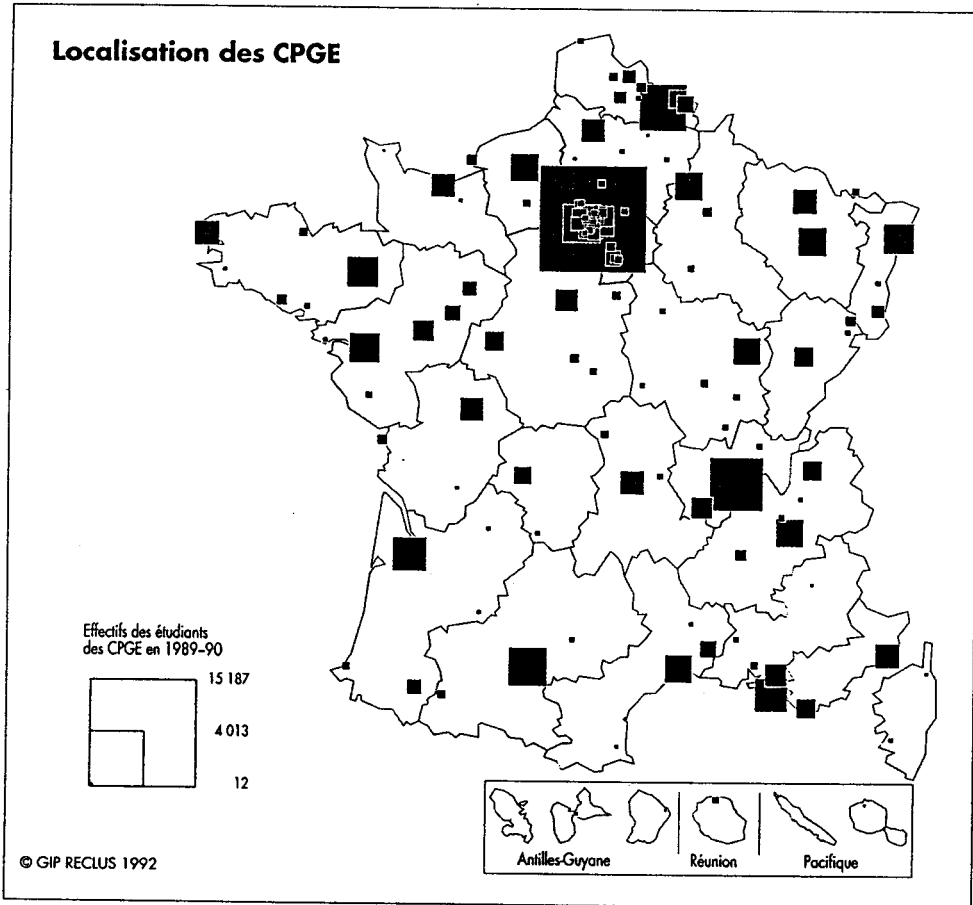 Localisation des CPGE
Effectifs des étudiants
des CPGE en 1989–90
15 187
4 013
12
Antilles-Guyane
Réunion
Pacifique
© GIP RECLUS 1992